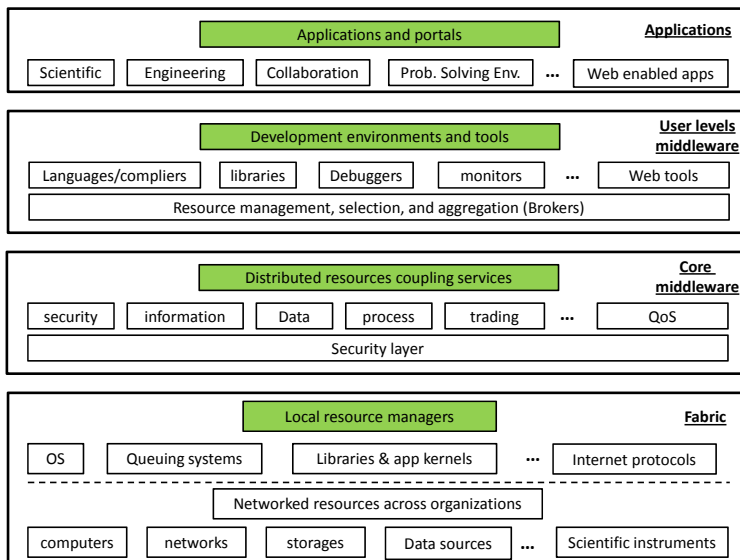 Applications and portals
Applications
Scientific
Engineering
Collaboration
Prob. Solving Env.
...
Web enabled apps
Development environments and tools
User levels
middleware
Languages/compliers
libraries
Debuggers
monitors
...
Web tools
Resource management, selection, and aggregation (Brokers)
Distributed resources coupling services
Core
middleware
security
information
Data
process
trading
...
QoS
Security layer
Local resource managers
Fabric
OS
Queuing systems
Libraries & app kernels
...
Internet protocols
Networked resources across organizations
computers
networks
storages
Data sources
...
Scientific instruments